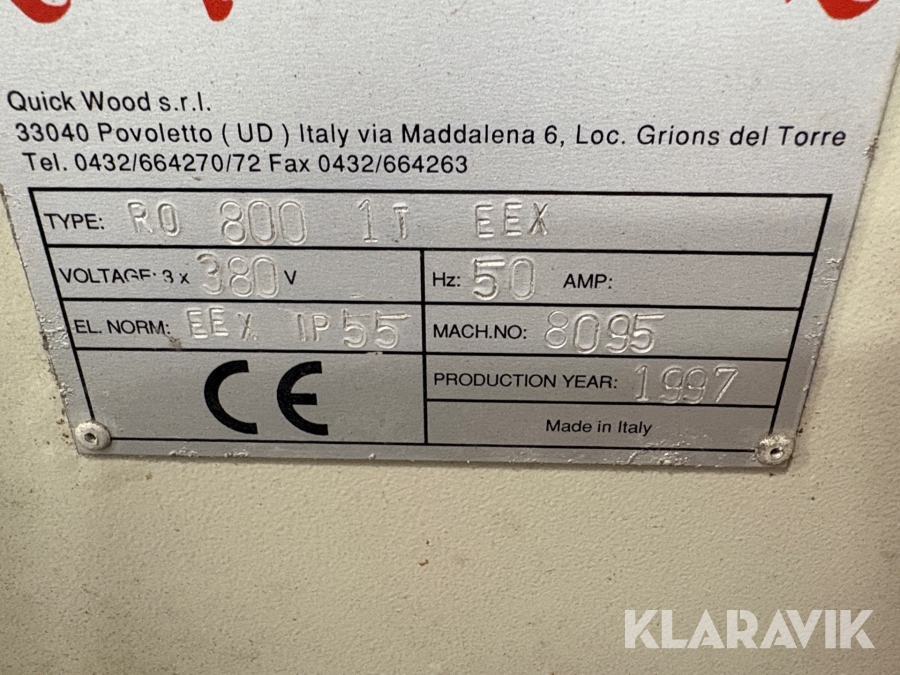 Quick Wood s.r.l.
33040 Povoletto ( UD ) Italy via Maddalena 6, Loc. Grions del Torre
Tel. 0432/664270/72 Fax 0432/664263
TYPE: RO 800 1T EEX
VOLTAGE: 3 x 380 V
Hz: 50 AMP:
EL. NORM: EEX IP55
MACH.NO: 8095
PRODUCTION YEAR: 1997
CE
Made in Italy
KLARAVIK